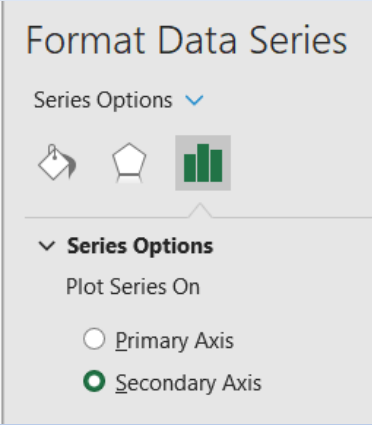 Format Data Series
Series Options
Series Options
Plot Series On
Primary Axis
Secondary Axis